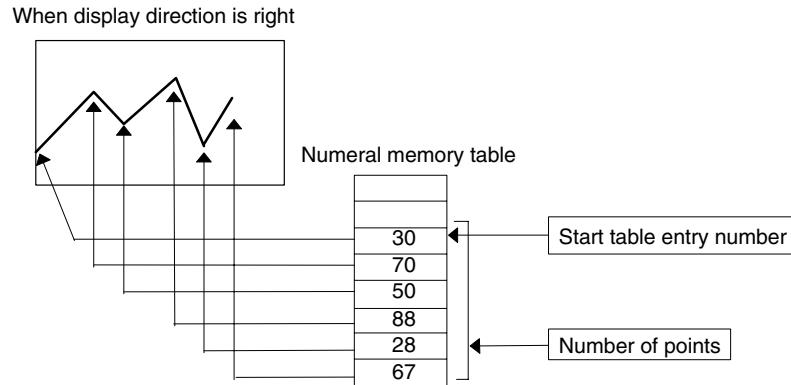 When display direction is right
Numeral memory table
30
Start table entry number
70
50
88
28
Number of points
67